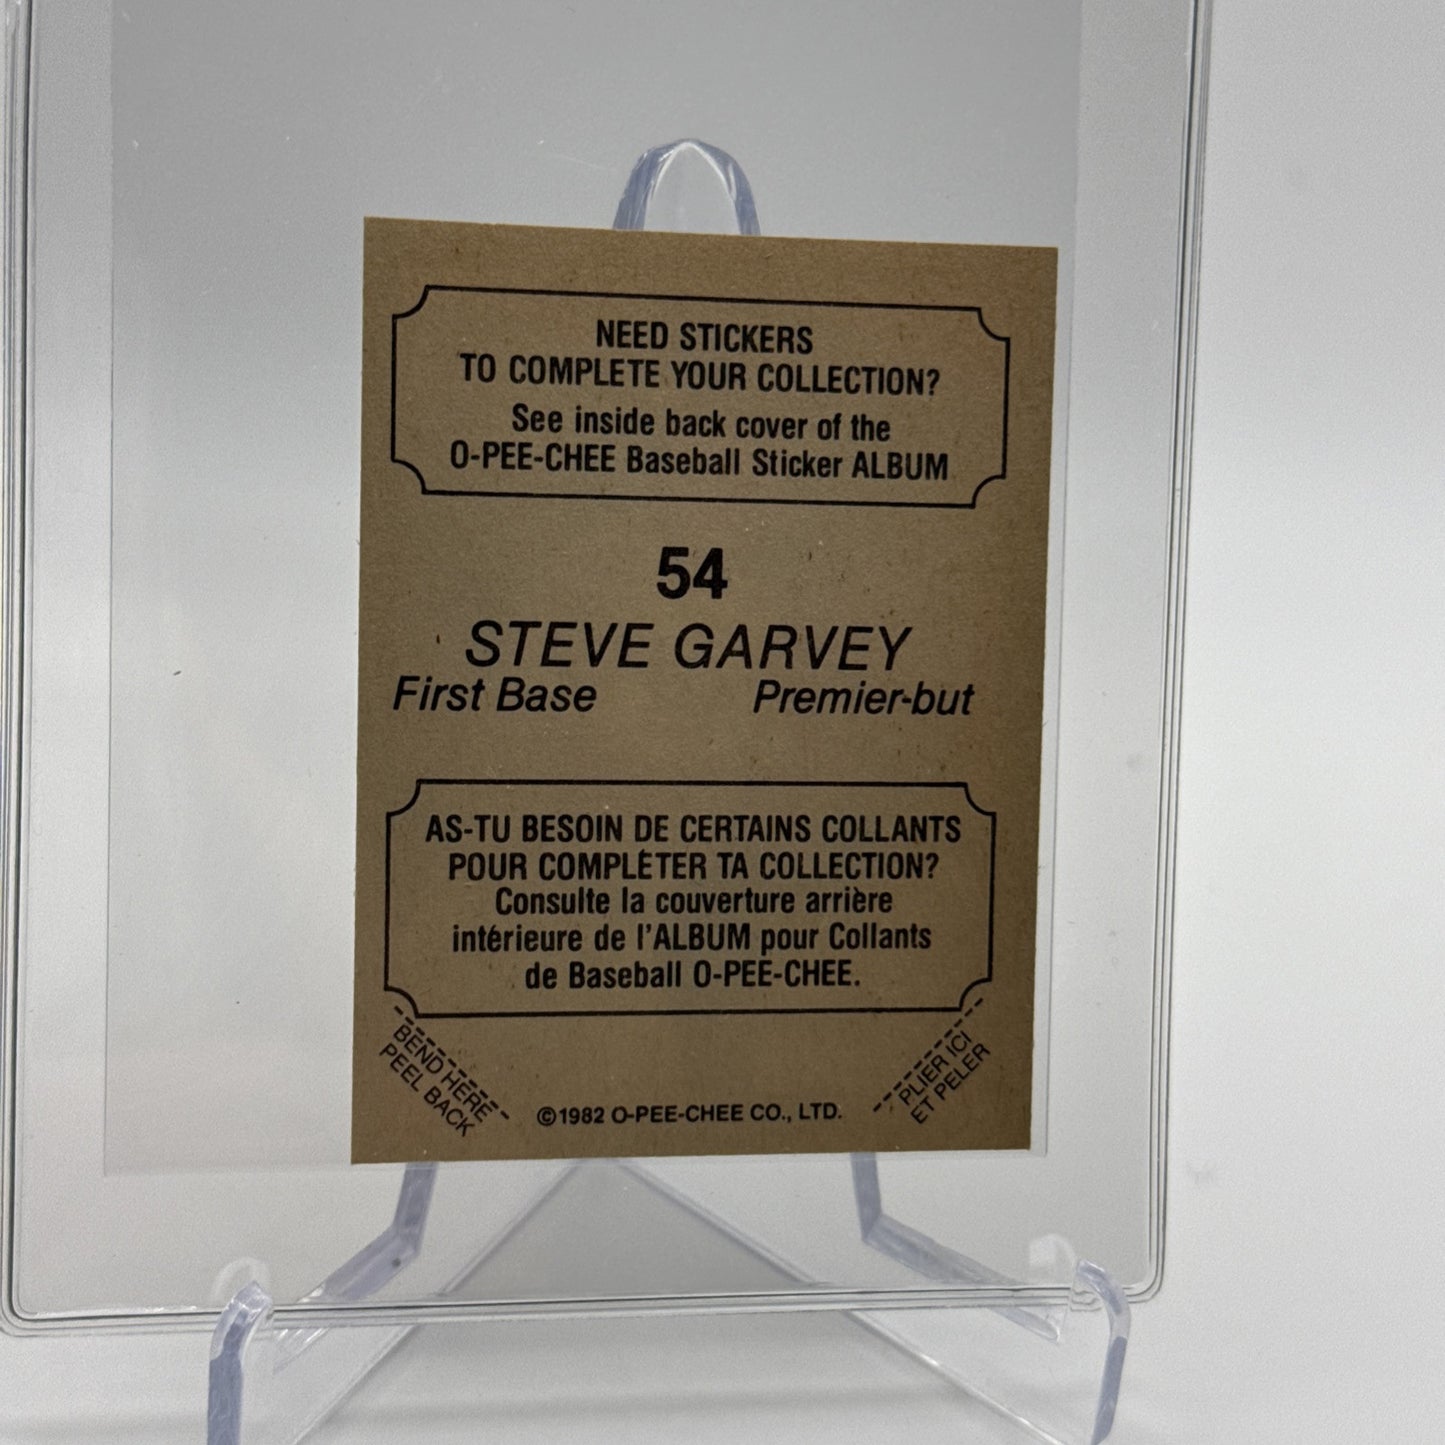 NEED STICKERS
TO COMPLETE YOUR COLLECTION?
See inside back cover of the
O-PEE-CHEE Baseball Sticker ALBUM
54
STEVE GARVEY
First Base Premier-but
AS-TU BESOIN DE CERTAINS COLLANTS
POUR COMPLÉTER TA COLLECTION?
Consulte la couverture arrière
intérieure de l'ALBUM pour Collants
de Baseball O-PEE-CHEE.
BEND HERE
PEEL BACK
©1982 O-PEE-CHEE CO., LTD.
PLIER ICI
ET PELER